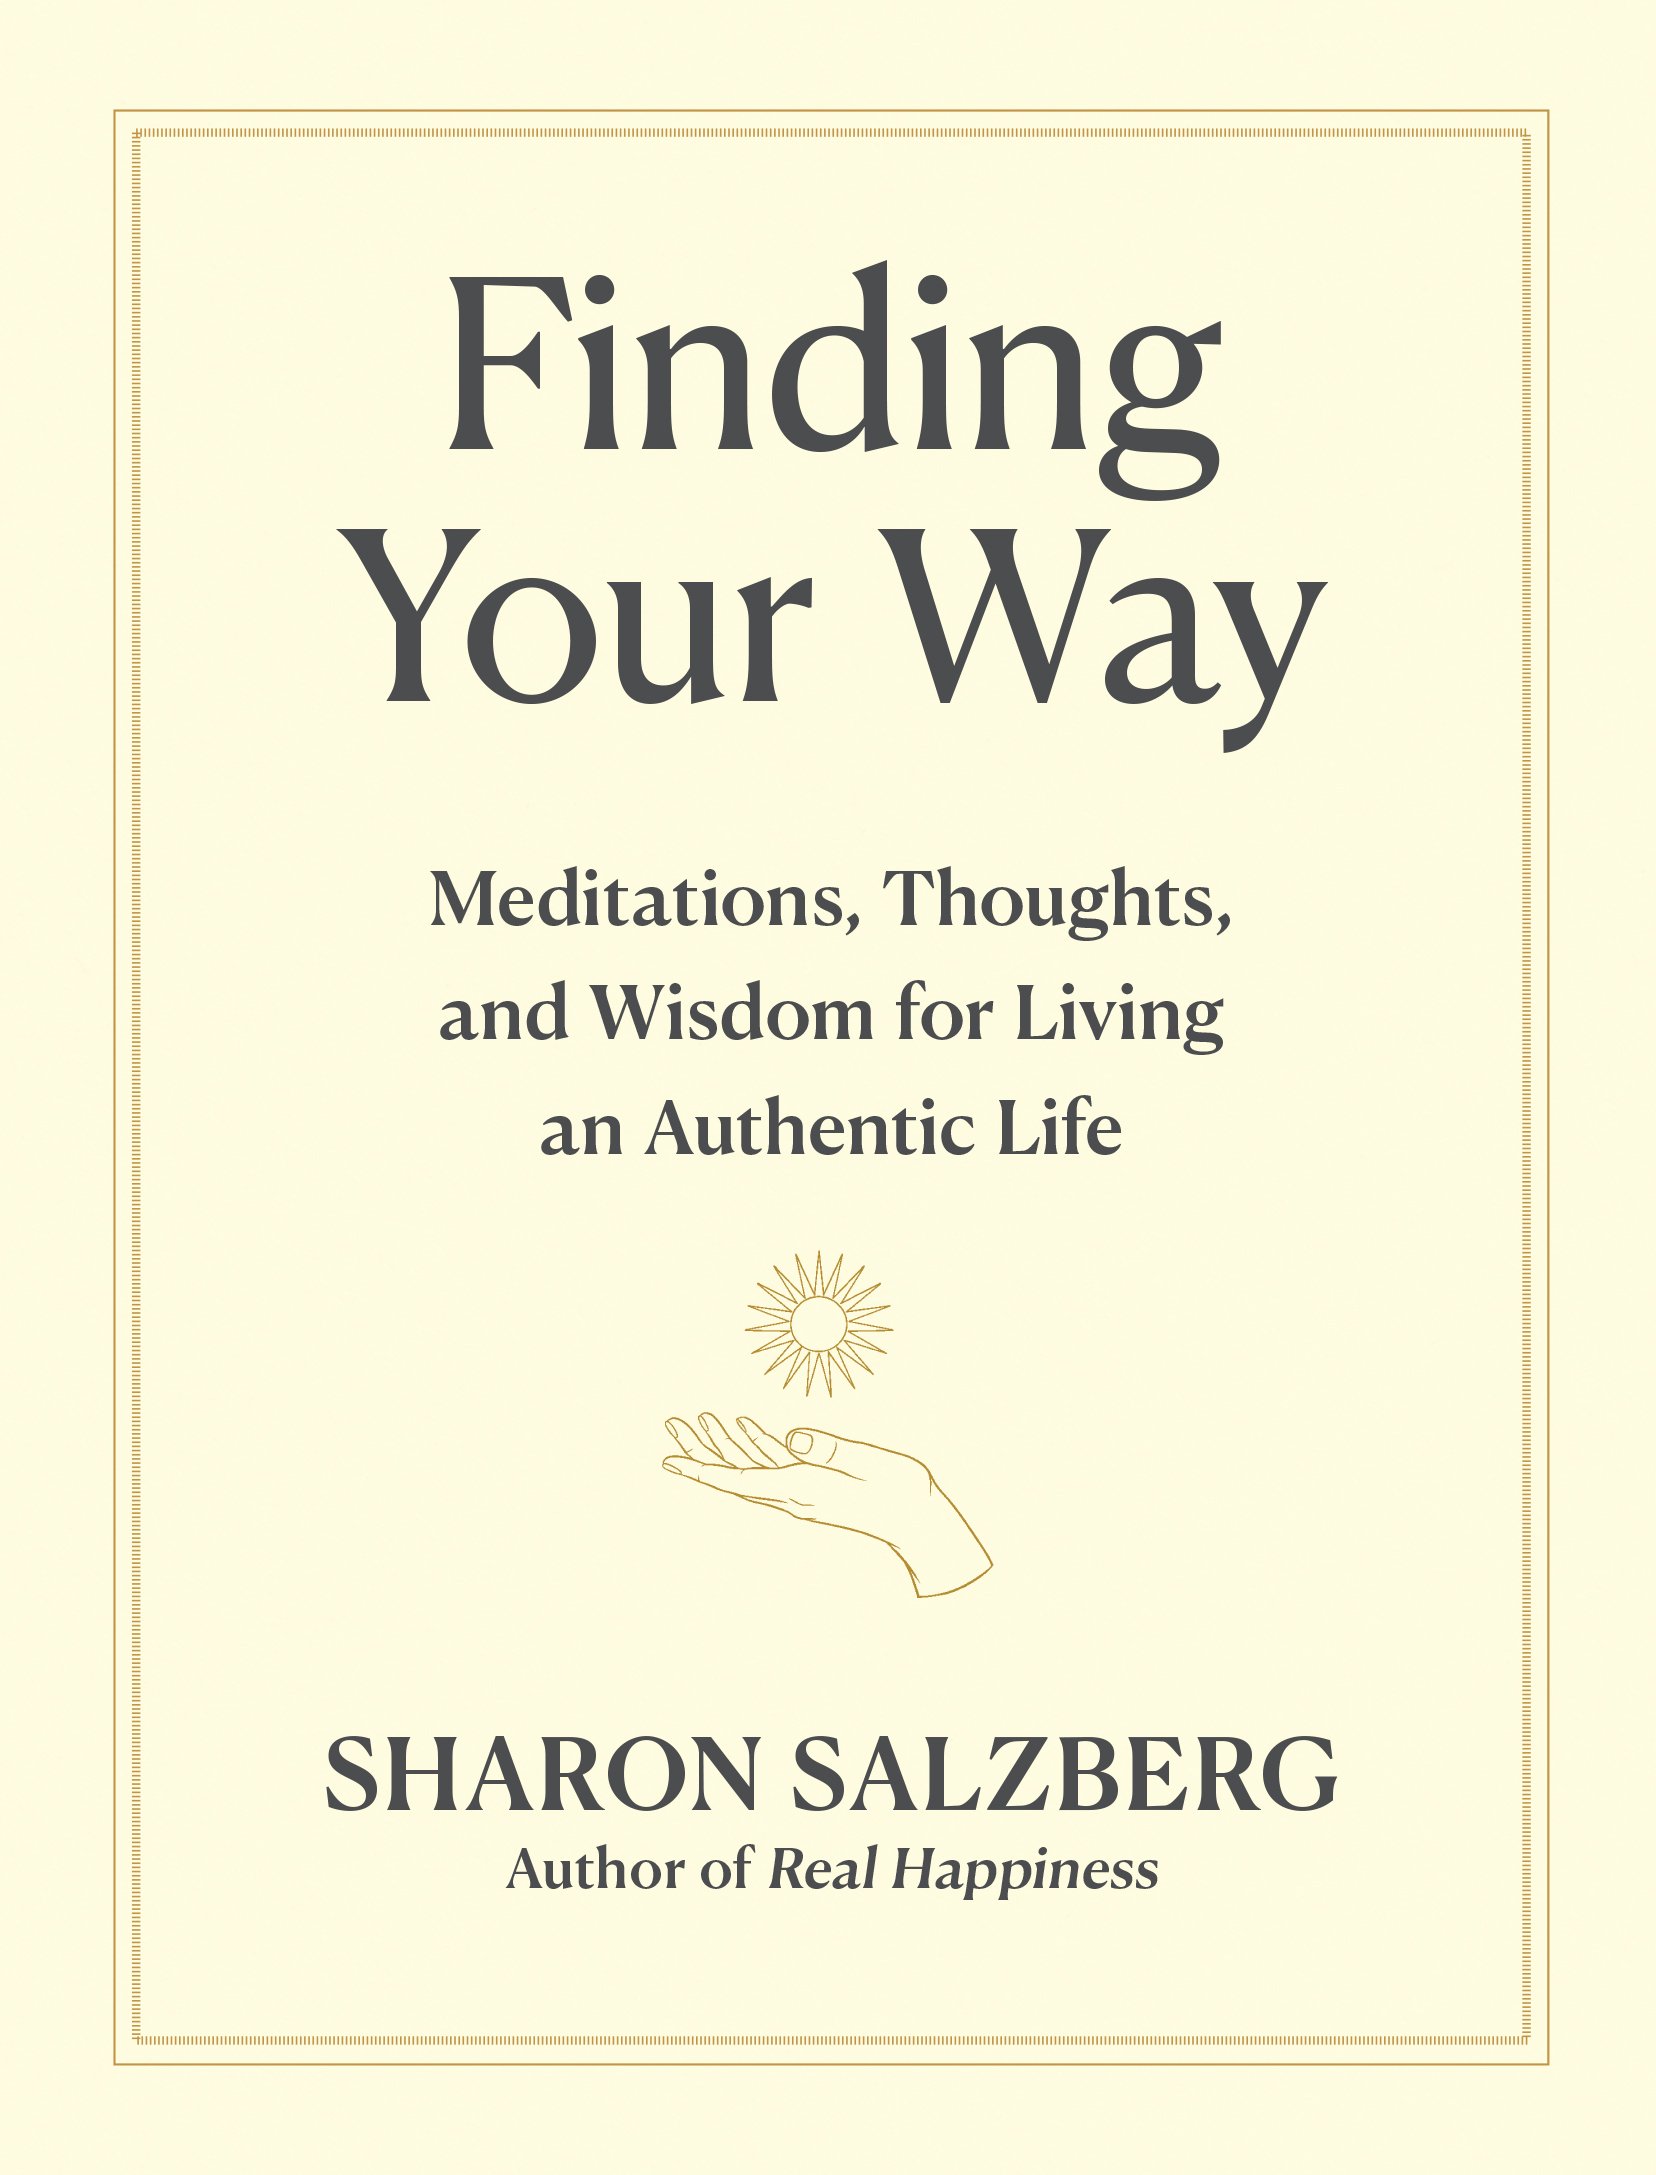 Finding
Your Way
Meditations, Thoughts,
and Wisdom for Living
an Authentic Life
SHARON SALZBERG
Author of Real Happiness